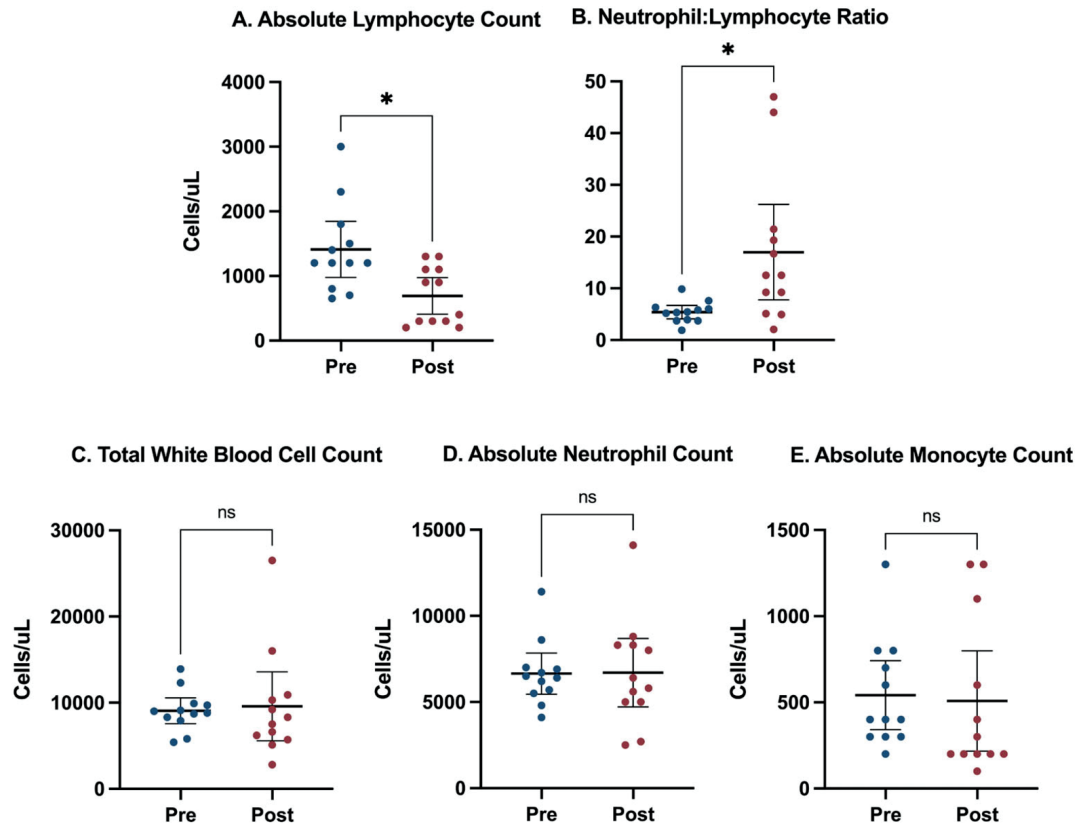 A. Absolute Lymphocyte Count
B. Neutrophil:Lymphocyte Ratio
*
*
4000
3000
2000
1000
0
Cells/uL
Pre
Post
50
40
30
20
10
0
Pre
Post
C. Total White Blood Cell Count
D. Absolute Neutrophil Count
E. Absolute Monocyte Count
ns
30000
20000
10000
0
Cells/uL
Pre
Post
ns
15000
10000
5000
0
Cells/uL
Pre
Post
ns
1500
1000
500
0
Cells/uL
Pre
Post